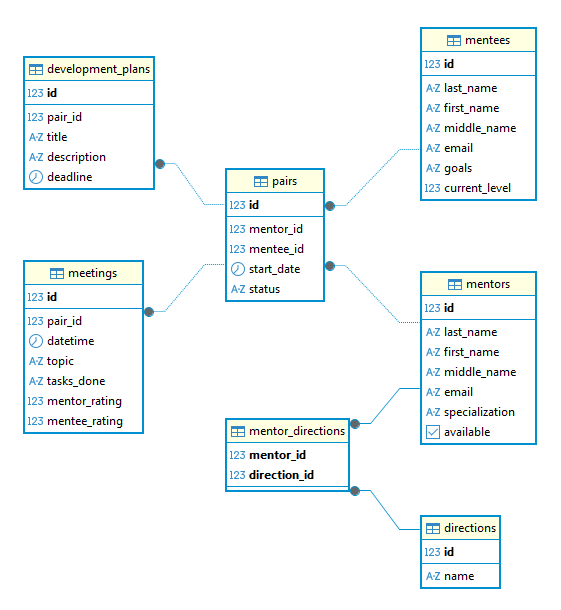 development_plans
123 id
123 pair_id
A-Z title
A-Z description
deadline
mentees
123 id
A-Z last_name
A-Z first_name
A-Z middle_name
A-Z email
A-Z goals
123 current_level
pairs
123 id
123 mentor_id
123 mentee_id
start_date
A-Z status
meetings
123 id
123 pair_id
datetime
A-Z topic
A-Z tasks_done
123 mentor_rating
123 mentee_rating
mentors
123 id
A-Z last_name
A-Z first_name
A-Z middle_name
A-Z email
A-Z specialization
available
mentor_directions
123 mentor_id
123 direction_id
directions
123 id
A-Z name